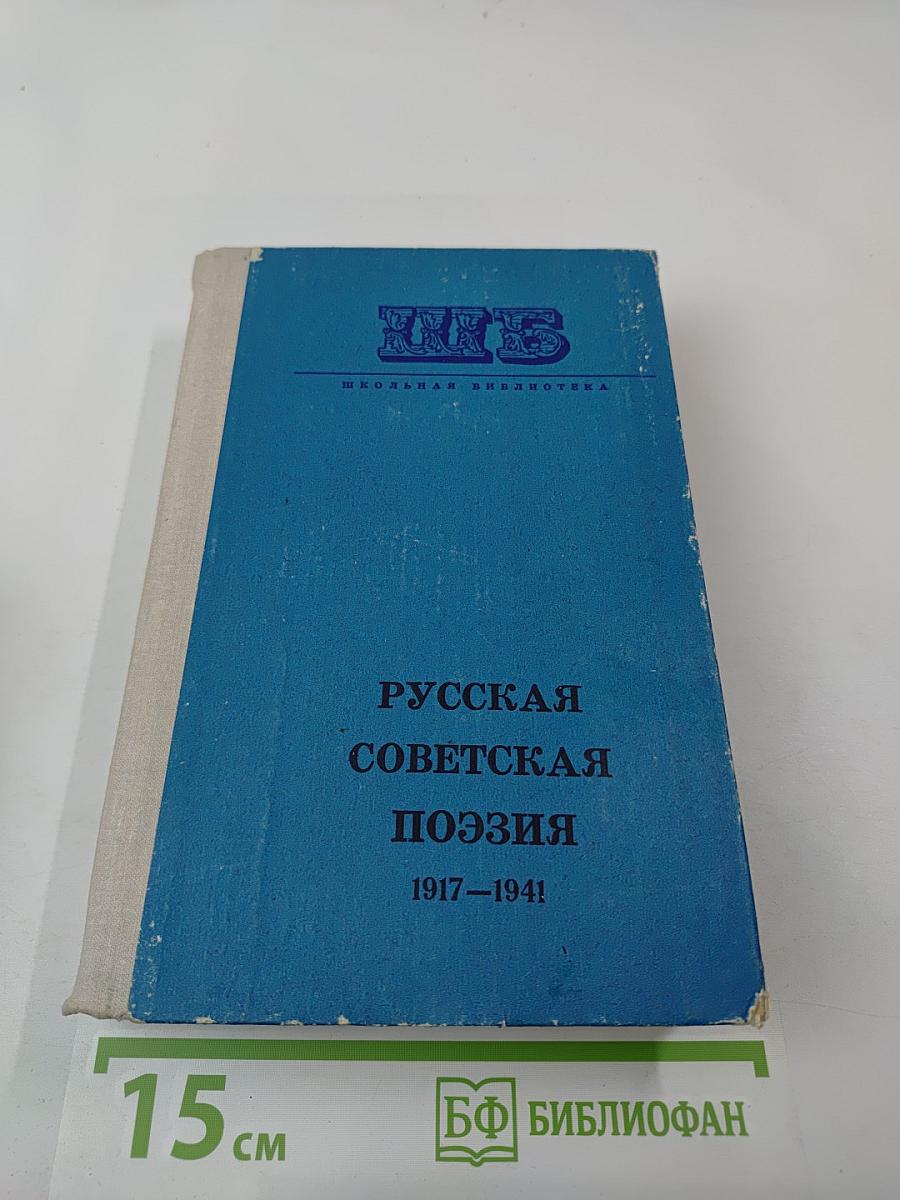 ШБ
ШКОЛЬНАЯ БИБЛИОТЕКА
РУССКАЯ
СОВЕТСКАЯ
ПОЭЗИЯ
1917—1941
15 см
БФ БИБЛИОФАН